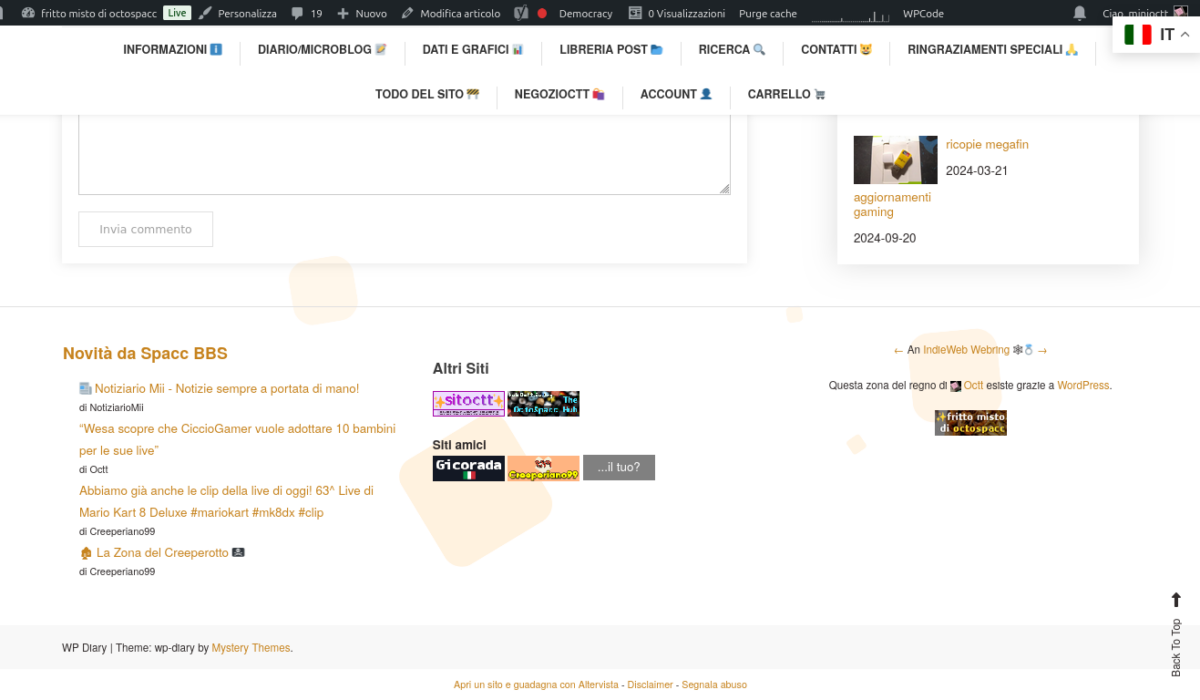 fritto misto di octospacc Live Personalizza 19 Nuovo Modifica articolo Democracy 0 Visualizzazioni Purge cache WPCode Ciao, minioctt
IT
INFORMAZIONI ℹ️ DIARIO/MICROBLOG 📝 DATI E GRAFICI 📊 LIBRERIA POST 📂 RICERCA 🔍 CONTATTI 😸 RINGRAZIAMENTI SPECIALI 🙏
TODO DEL SITO 🚧 NEGOZIOCTT 🛍️ ACCOUNT 👤 CARRELLO 🛒
ricopie megafin
2024-03-21
aggiornamenti
gaming
2024-09-20
Invia commento
Novità da Spacc BBS
📰 Notiziario Mii - Notizie sempre a portata di mano!
di NotiziarioMii
“Wesa scopre che CiccioGamer vuole adottare 10 bambini
per le sue live”
di Octt
Abbiamo già anche le clip della live di oggi! 63^ Live di
Mario Kart 8 Deluxe #mariokart #mk8dx #clip
di Creeperiano99
🏠 La Zona del Creeperotto 🏴‍☠️
di Creeperiano99
Altri Siti
sitoctt
The
OctoSpacc Hub
Siti amici
Gicorada
Creeperiano99
...il tuo?
← An IndieWeb Webring 🕸💍 →
Questa zona del regno di Octt esiste grazie a WordPress.
fritto misto
di octospacc
Back To Top
WP Diary | Theme: wp-diary by Mystery Themes.
Apri un sito e guadagna con Altervista - Disclaimer - Segnala abuso